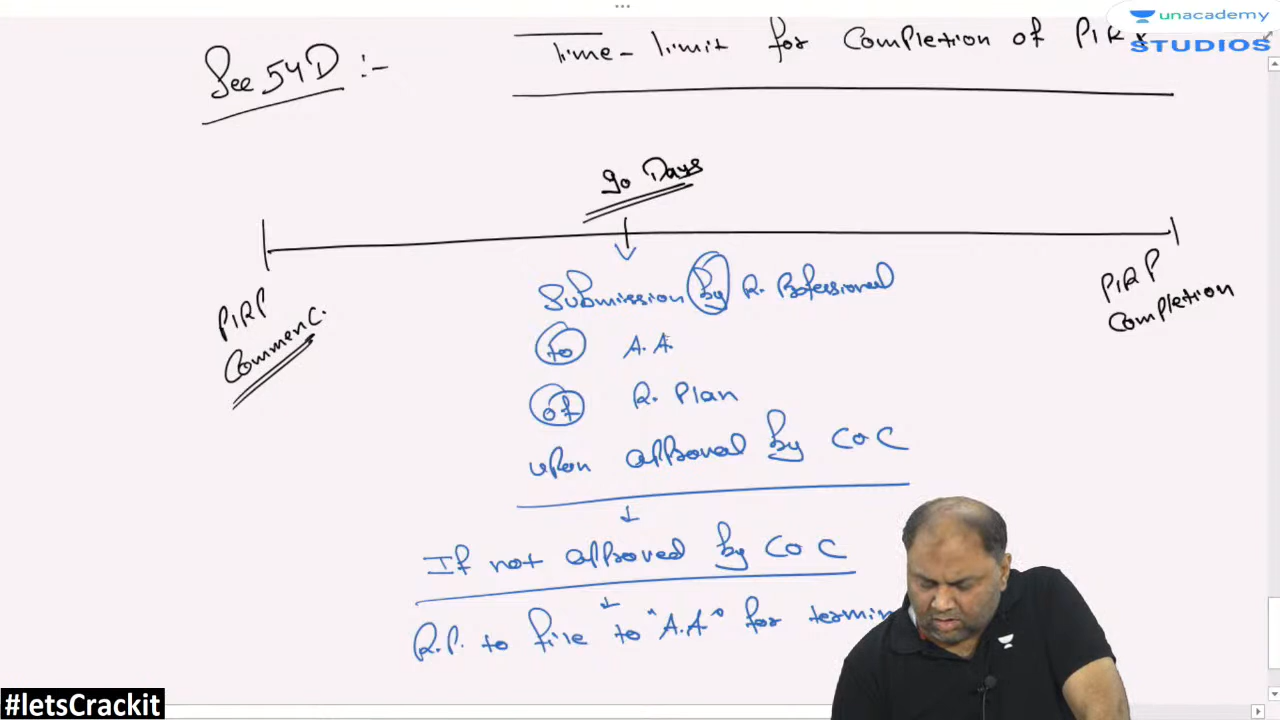 unacademy
STUDIOS
Sec 54D :-
Time-limit for Completion of PIRP
90 Days
PIRP
Commenc.
PIRP
Completion
Submission by R. Professional
to A.A.
of R. Plan
upon approval by COC
If not approved by COC
R.P. to file to "A.A" for termin
#letsCrackit